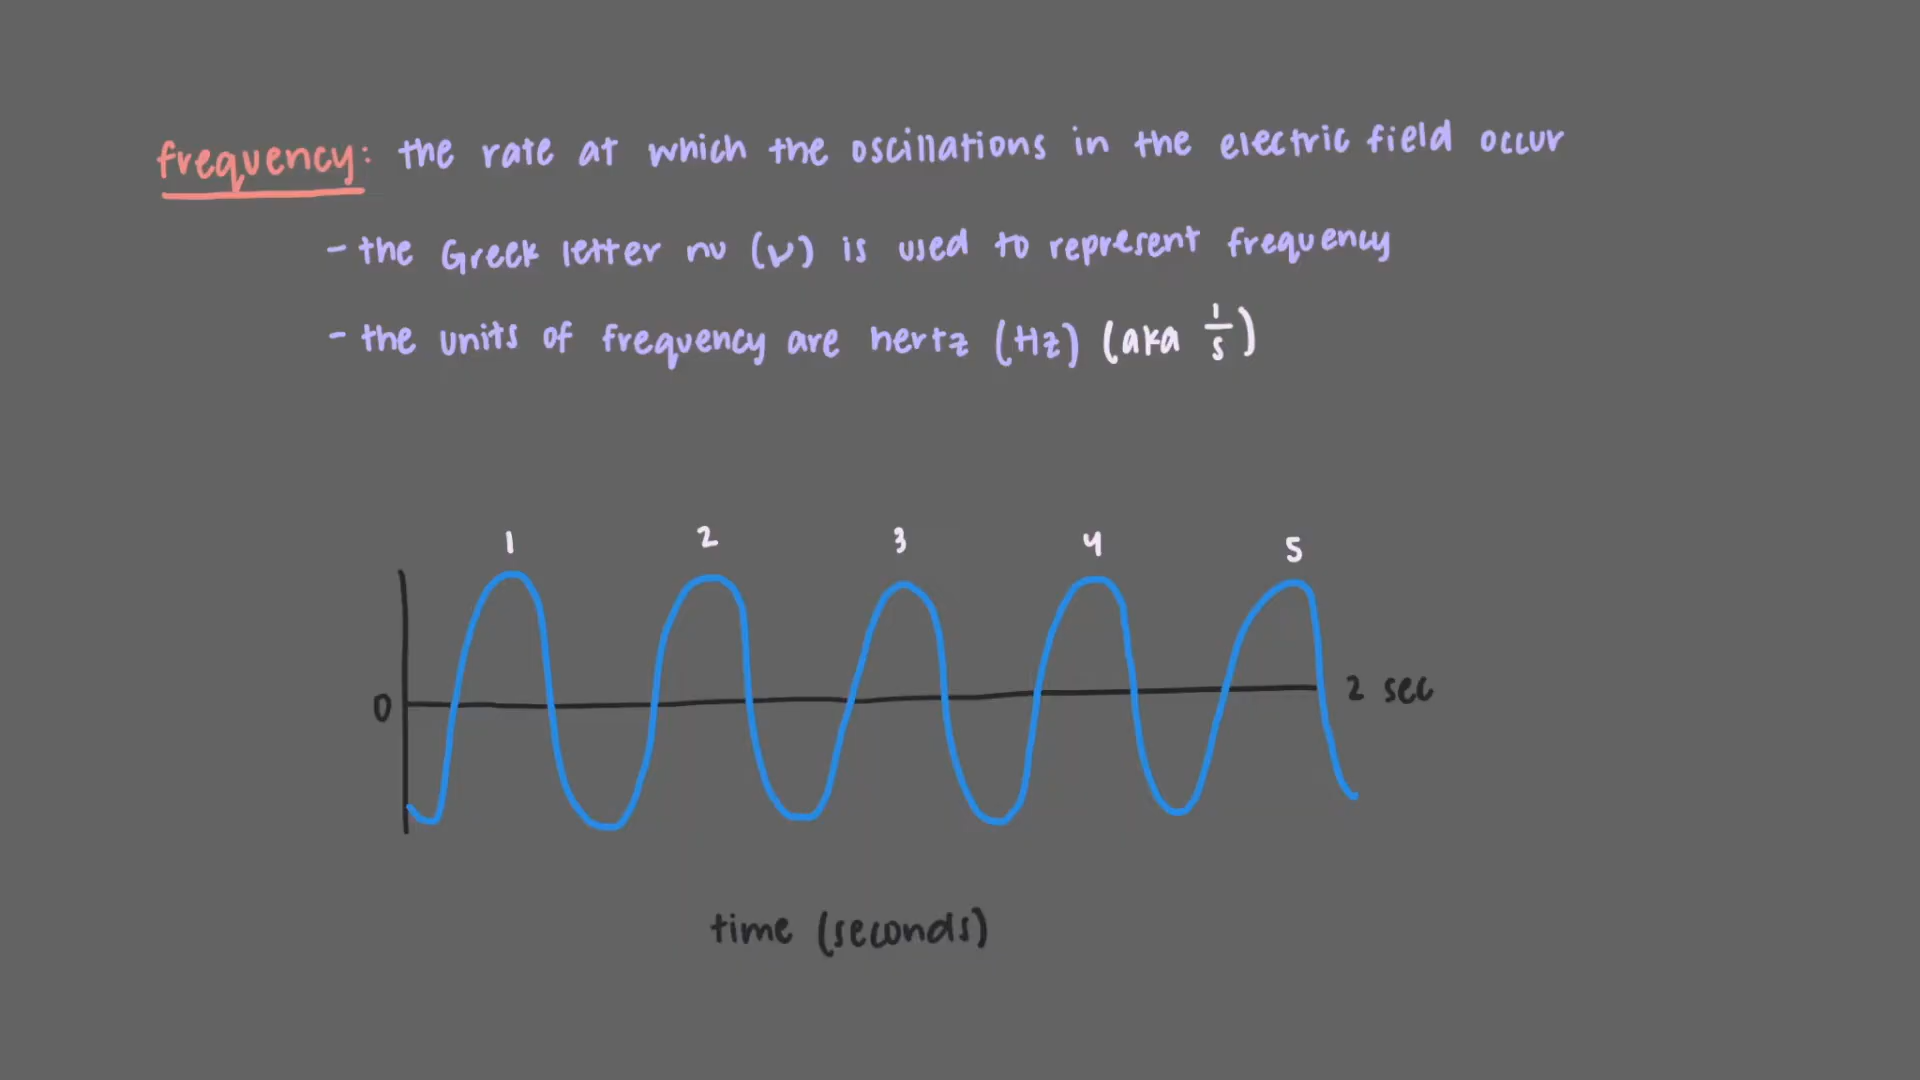 frequency: the rate at which the oscillations in the electric field occur
- the Greek letter nu (ν) is used to represent frequency
- the units of frequency are hertz (Hz) (aka 1/s)
1 2 3 4 5
0 2 sec
time (seconds)